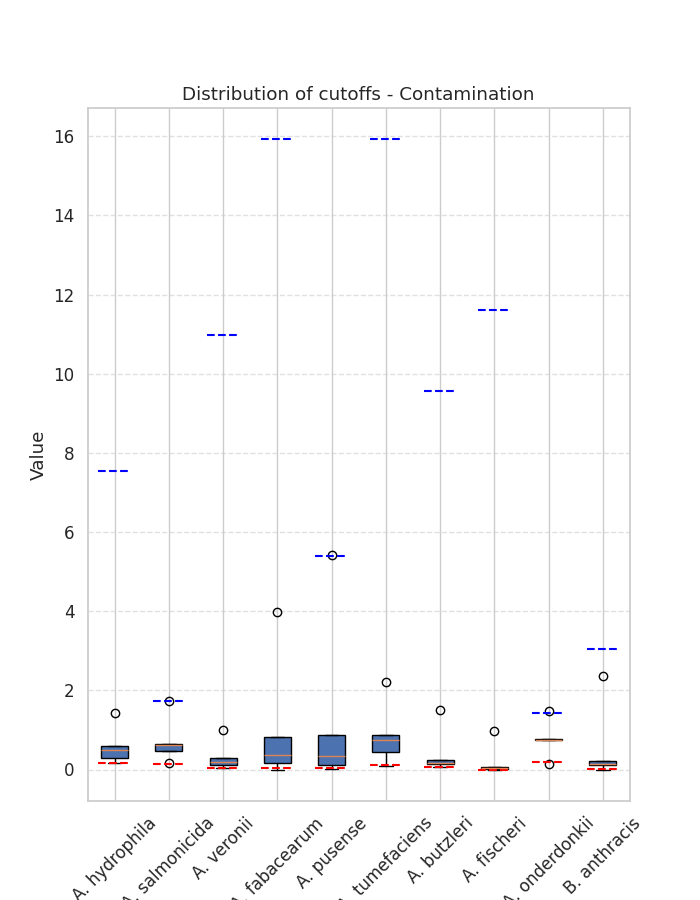 Distribution of cutoffs - Contamination
Value
16
14
12
10
8
6
4
2
0
A. hydrophila
A. salmonicida
A. veronii
A. fabacearum
A. pusense
A. tumefaciens
A. butzleri
A. fischeri
A. onderdonkii
B. anthracis